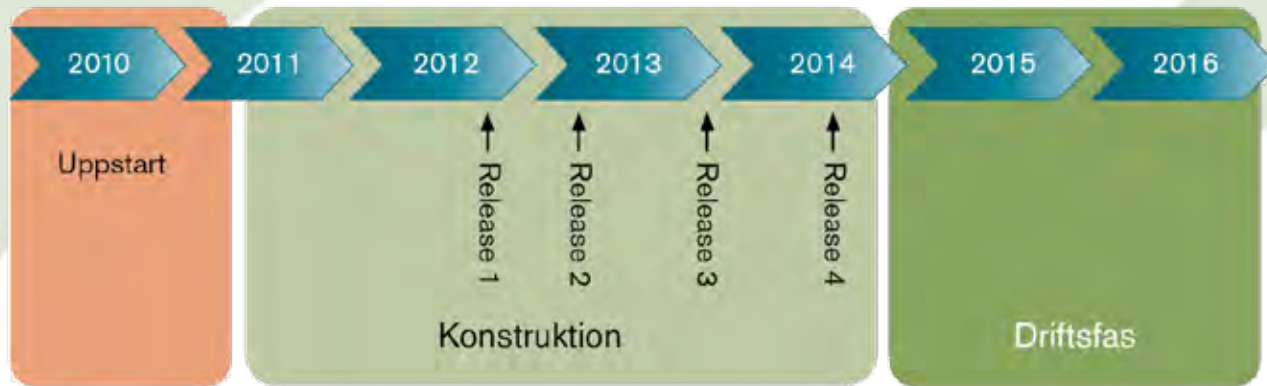 2010 2011 2012 2013 2014 2015 2016
Uppstart
Release 1
Release 2
Release 3
Release 4
Konstruktion
Driftsfas